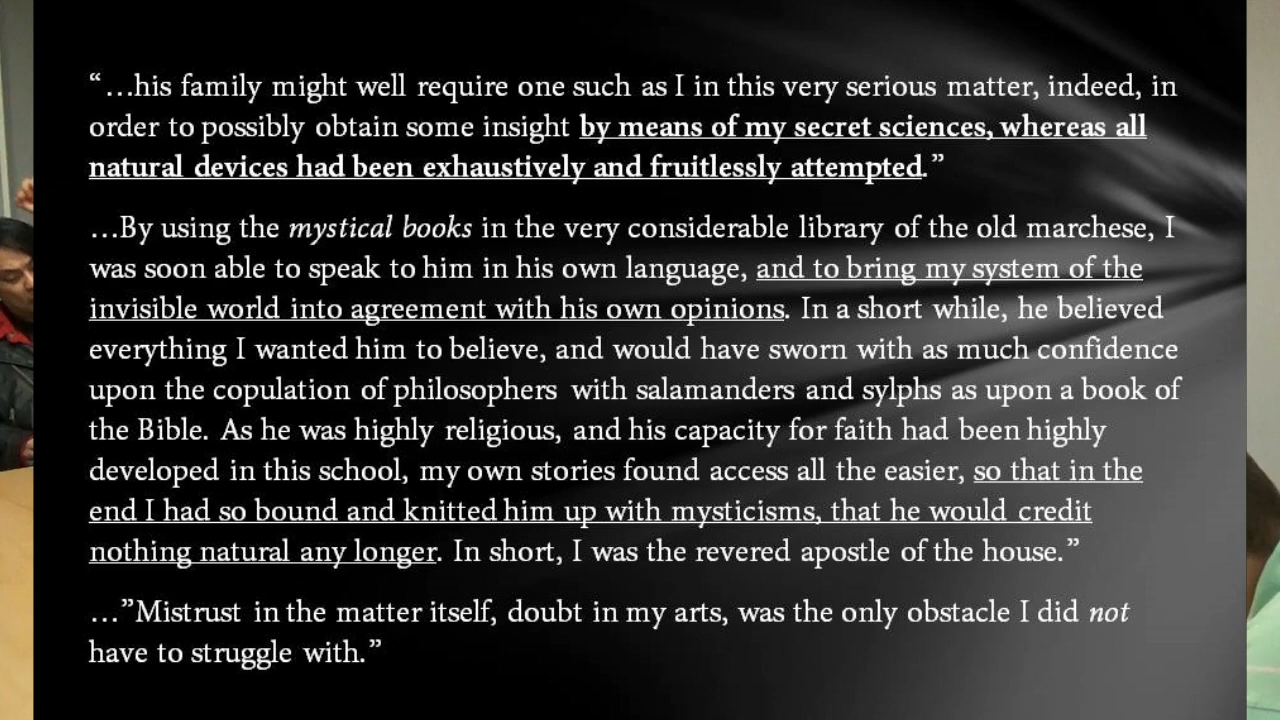 “…his family might well require one such as I in this very serious matter, indeed, in
order to possibly obtain some insight by means of my secret sciences, whereas all
natural devices had been exhaustively and fruitlessly attempted.”
…By using the mystical books in the very considerable library of the old marchese, I
was soon able to speak to him in his own language, and to bring my system of the
invisible world into agreement with his own opinions. In a short while, he believed
everything I wanted him to believe, and would have sworn with as much confidence
upon the copulation of philosophers with salamanders and sylphs as upon a book of
the Bible. As he was highly religious, and his capacity for faith had been highly
developed in this school, my own stories found access all the easier, so that in the
end I had so bound and knitted him up with mysticisms, that he would credit
nothing natural any longer. In short, I was the revered apostle of the house.”
…”Mistrust in the matter itself, doubt in my arts, was the only obstacle I did not
have to struggle with.”